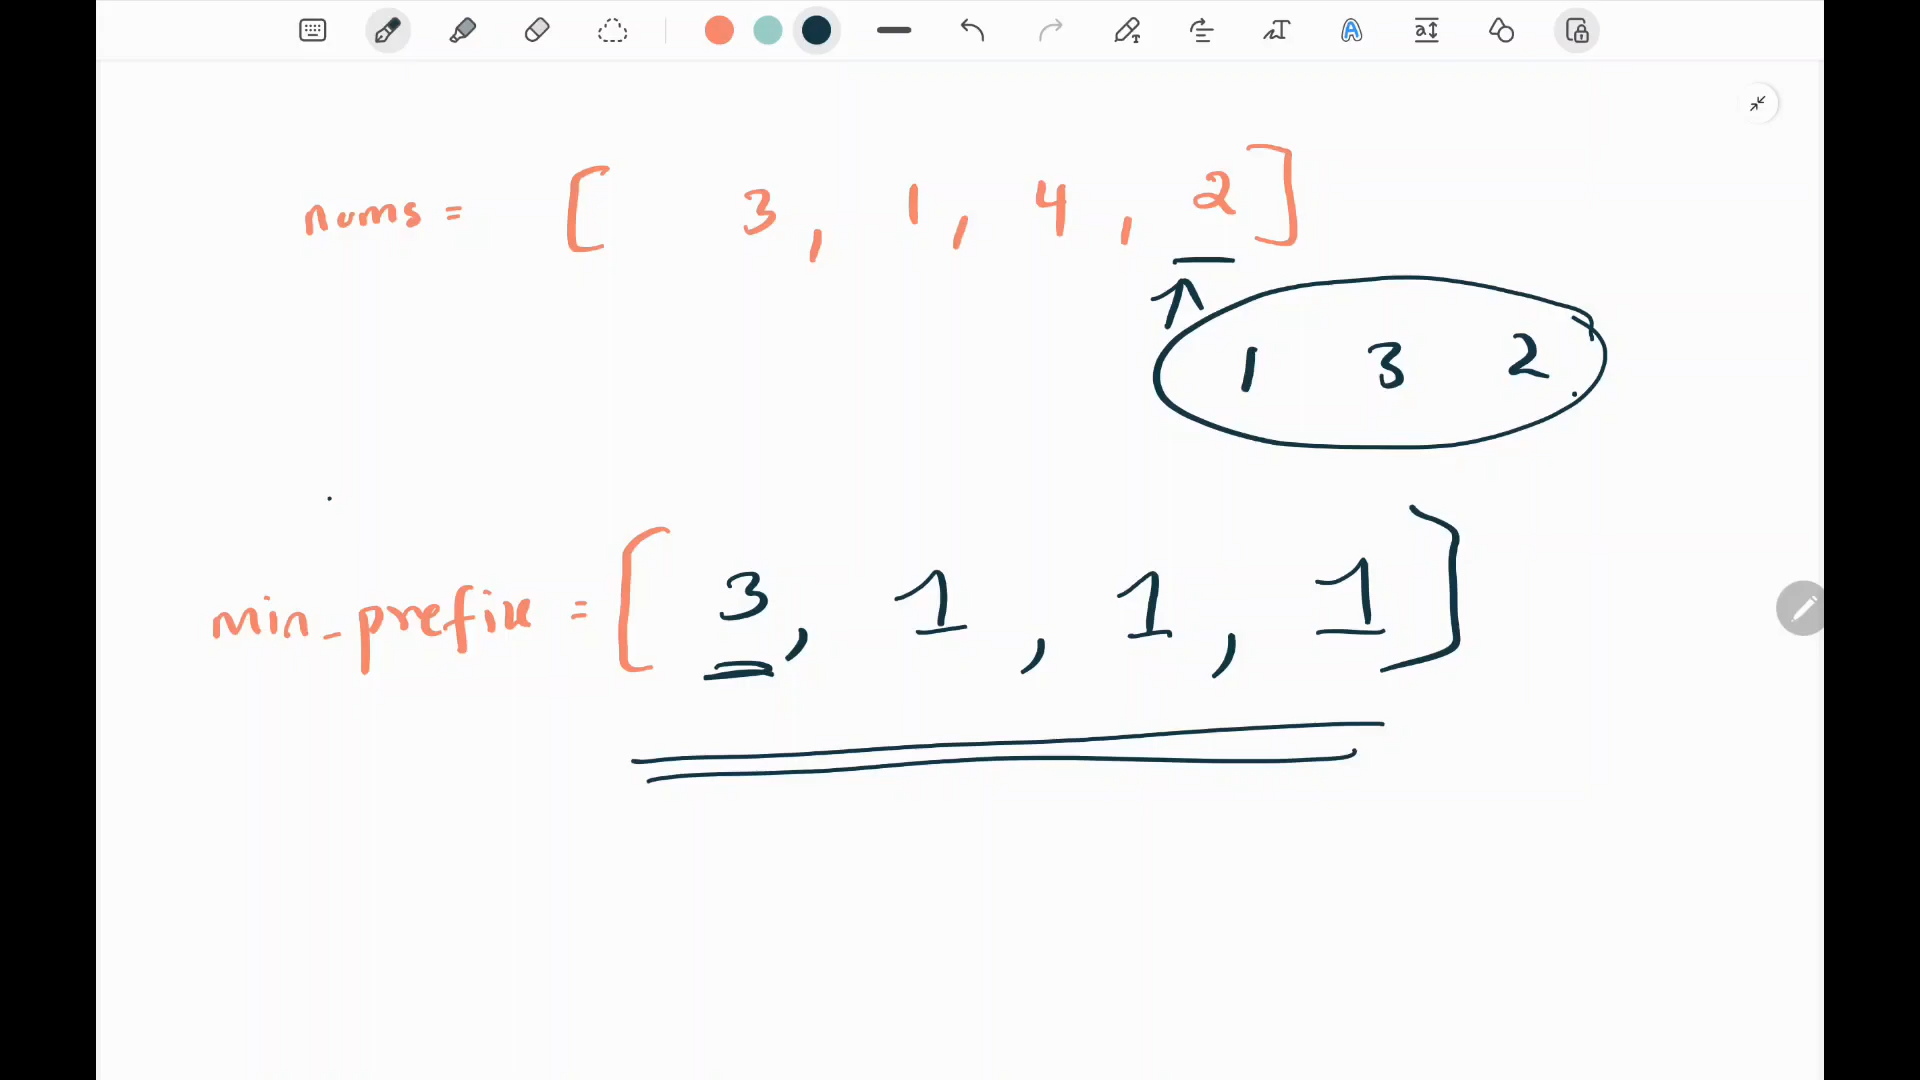 nums = [ 3, 1, 4, 2 ]
1 3 2
min_prefix = [ 3, 1, 1, 1 ]